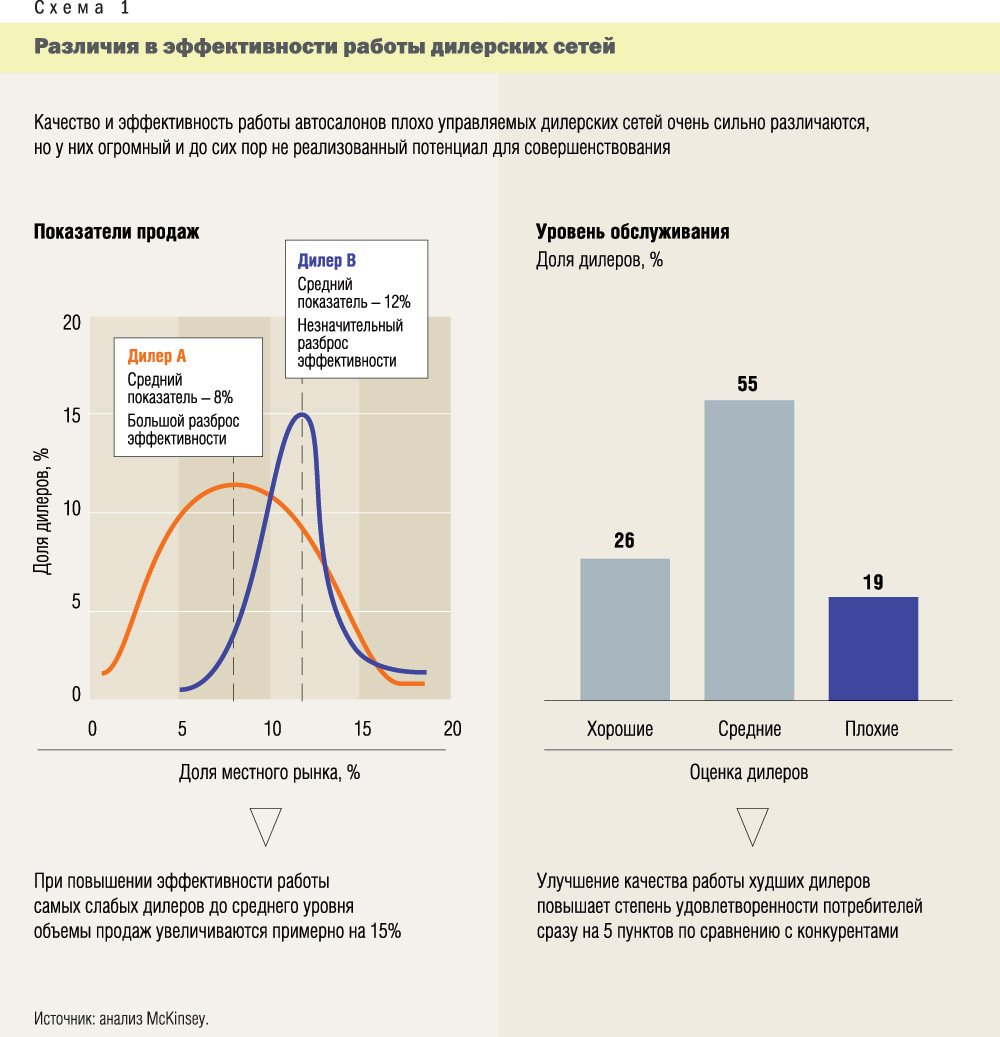 Схема 1
Различия в эффективности работы дилерских сетей
Качество и эффективность работы автосалонов плохо управляемых дилерских сетей очень сильно различаются,
но у них огромный и до сих пор не реализованный потенциал для совершенствования
Показатели продаж
Дилер B
Средний
показатель – 12%
Незначительный
разброс
эффективности
Дилер A
Средний
показатель – 8%
Большой разброс
эффективности
Доля дилеров, %
20
15
10
5
0
0
5
10
15
20
Доля местного рынка, %
При повышении эффективности работы
самых слабых дилеров до среднего уровня
объемы продаж увеличиваются примерно на 15%
Уровень обслуживания
Доля дилеров, %
26
55
19
Хорошие
Средние
Плохие
Оценка дилеров
Улучшение качества работы худших дилеров
повышает степень удовлетворенности потребителей
сразу на 5 пунктов по сравнению с конкурентами
Источник: анализ McKinsey.